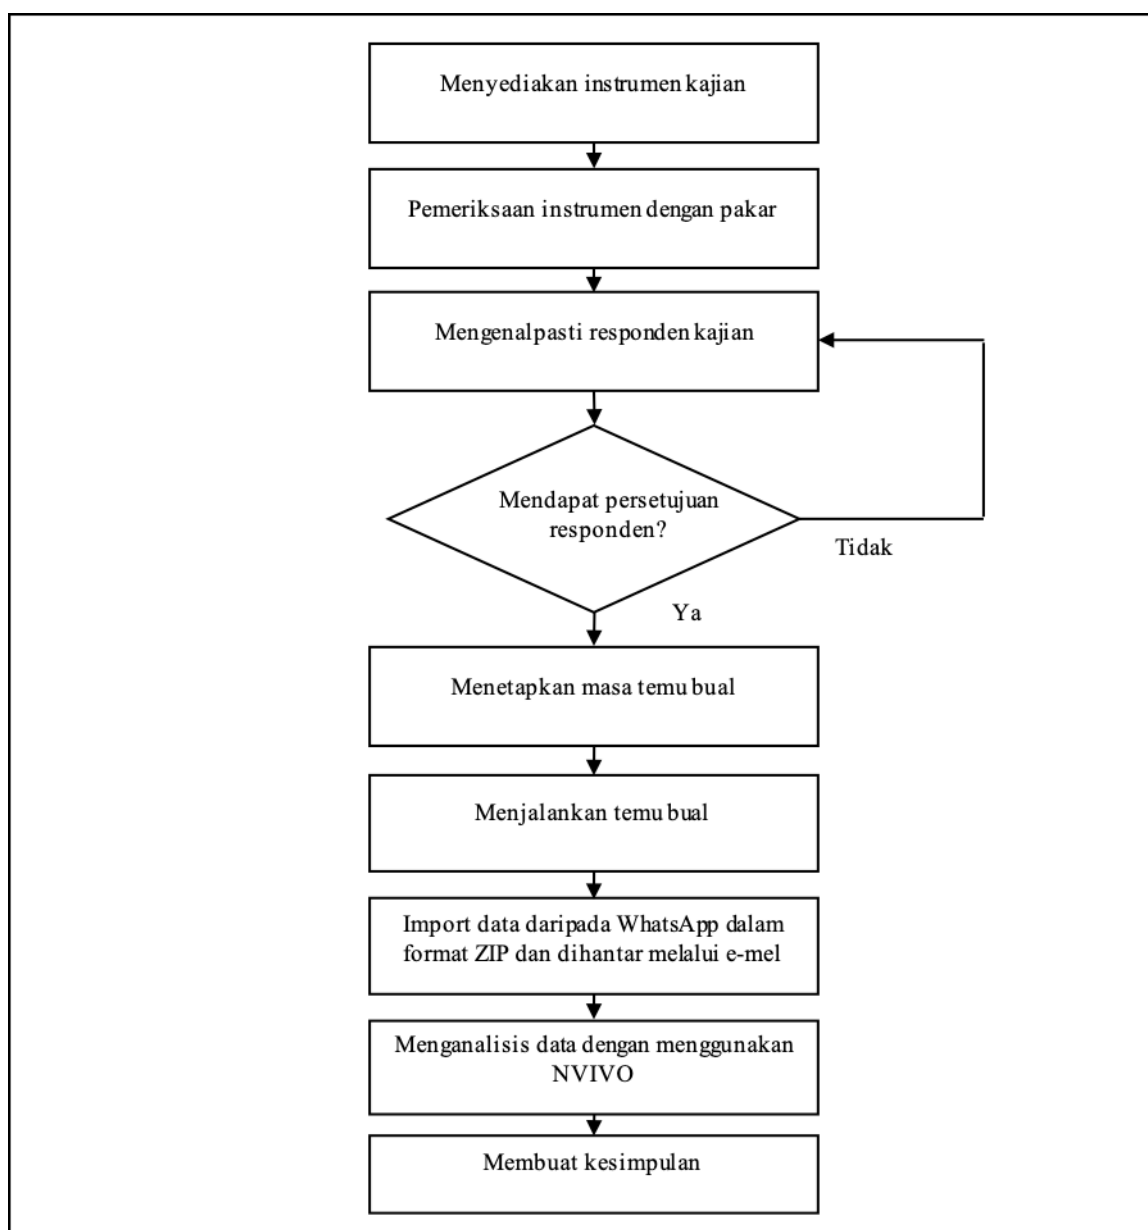 Menyediakan instrumen kajian
Pemeriksaan instrumen dengan pakar
Mengenalpasti responden kajian
Mendapat persetujuan
responden?
Tidak
Ya
Menetapkan masa temu bual
Menjalankan temu bual
Import data daripada WhatsApp dalam
format ZIP dan dihantar melalui e-mel
Menganalisis data dengan menggunakan
NVIVO
Membuat kesimpulan